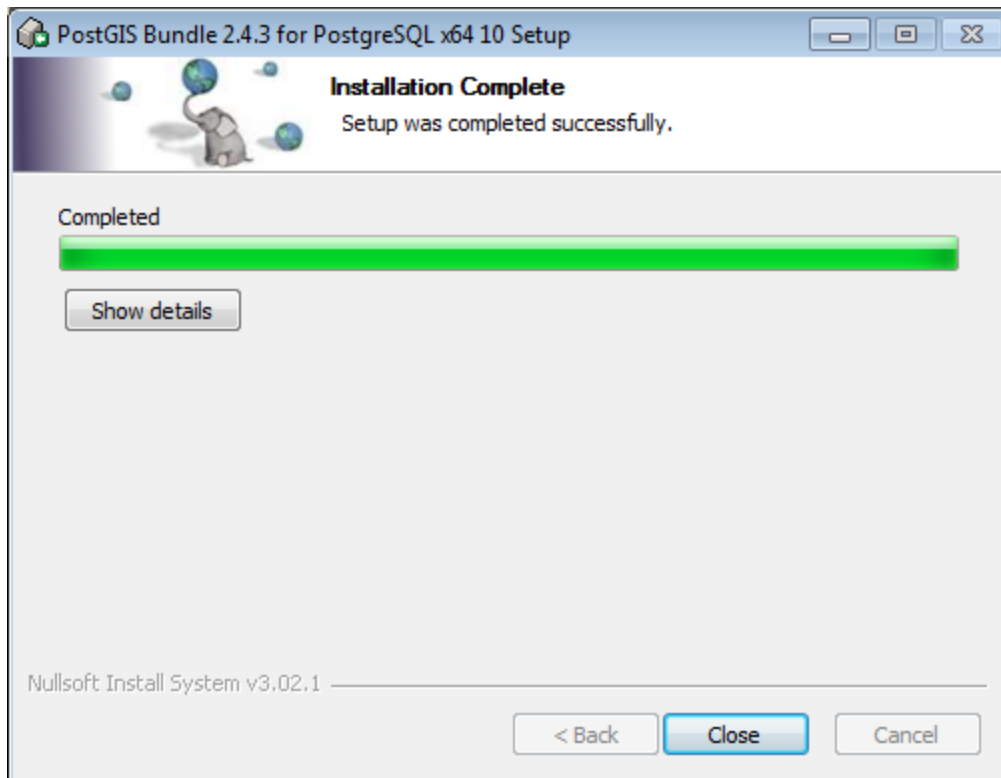 PostGIS Bundle 2.4.3 for PostgreSQL x64 10 Setup
Installation Complete
Setup was completed successfully.
Completed
Show details
Nullsoft Install System v3.02.1
< Back
Close
Cancel